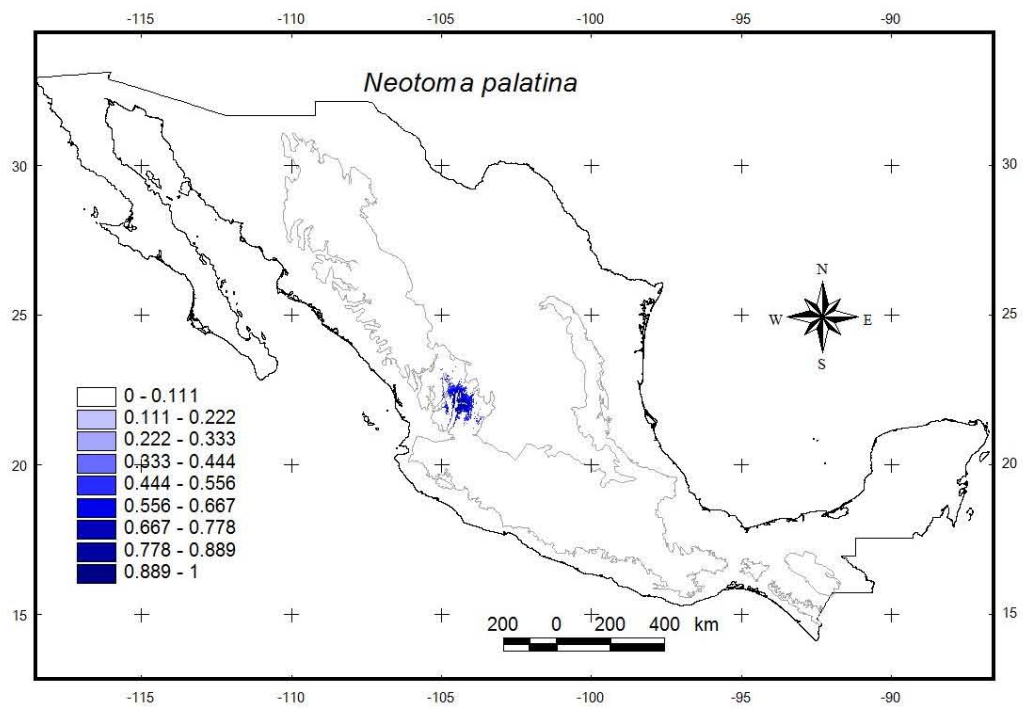 -115 -110 -105 -100 -95 -90
Neotoma palatina
30 30
N
25 W E 25
S
0 - 0.111
0.111 - 0.222
0.222 - 0.333
0.333 - 0.444
20 20
0.444 - 0.556
0.556 - 0.667
0.667 - 0.778
0.778 - 0.889
0.889 - 1
15 15
200 0 200 400 km
-115 -110 -105 -100 -95 -90